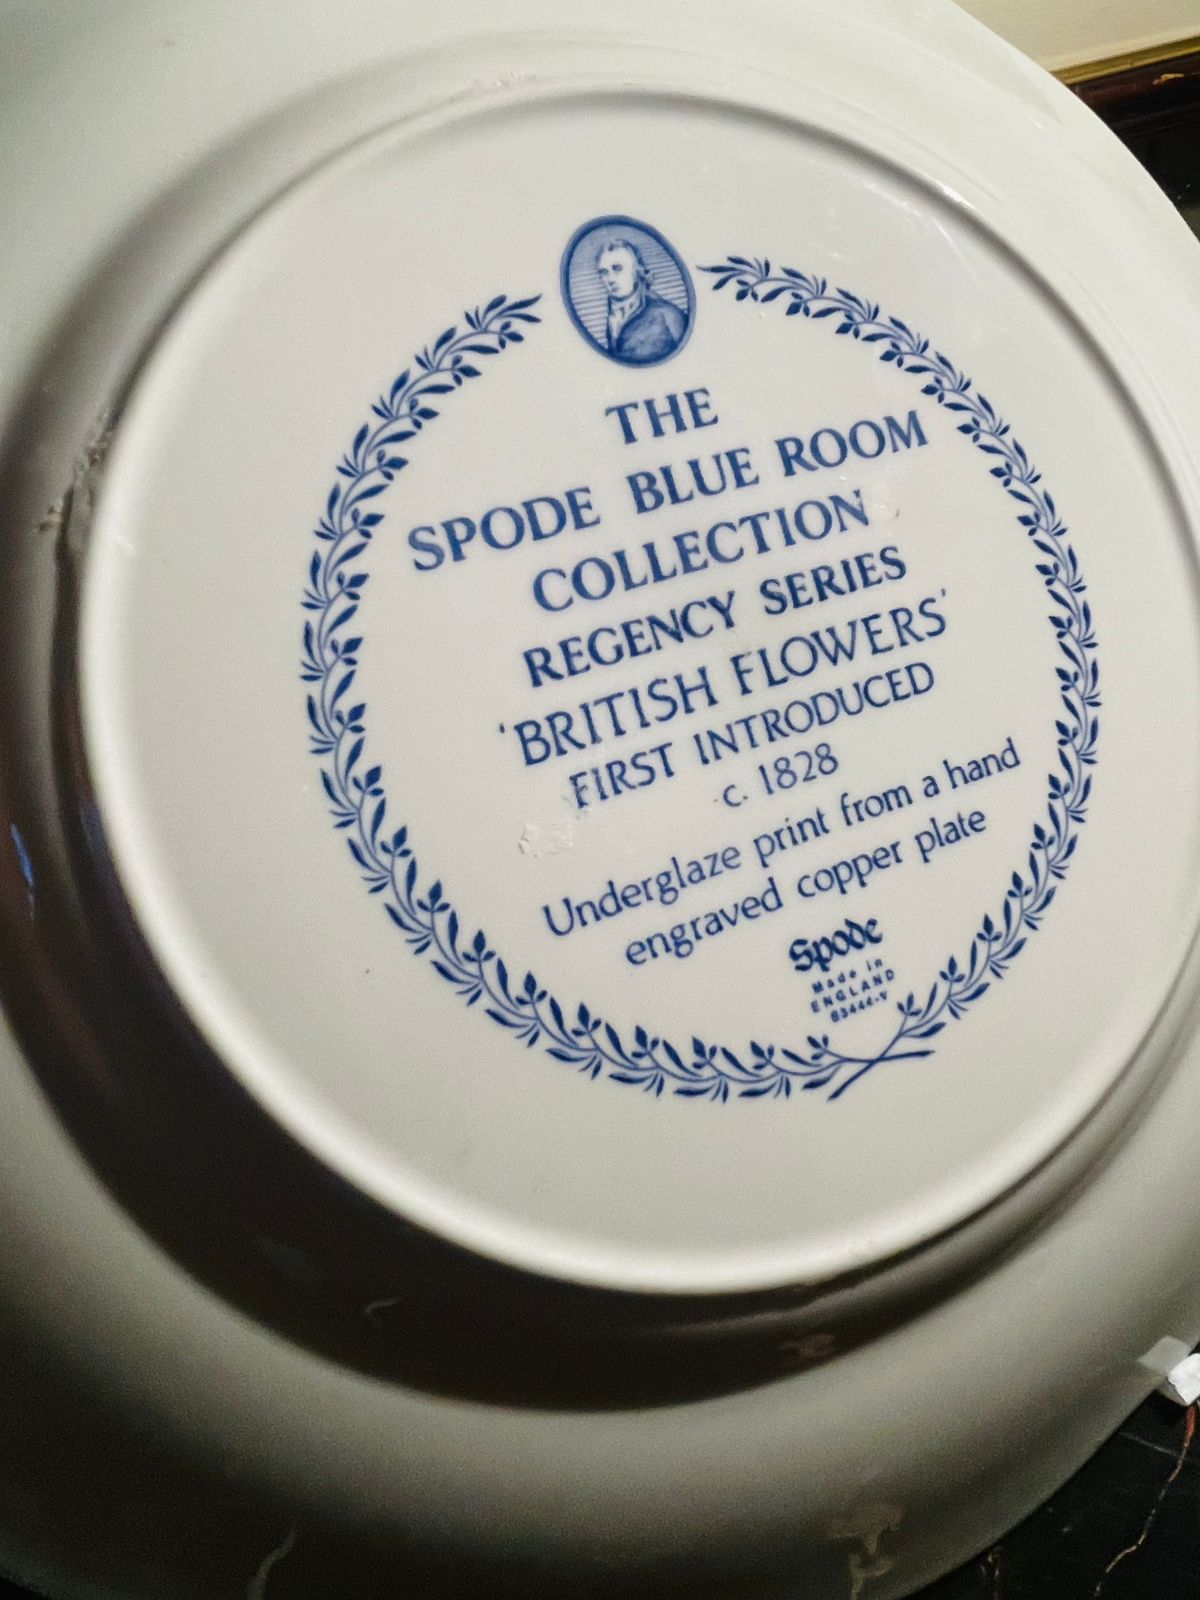 THE
SPODE BLUE ROOM
COLLECTION
REGENCY SERIES
'BRITISH FLOWERS'
FIRST INTRODUCED
c. 1828
Underglaze print from a hand
engraved copper plate
Spode
Made in
ENGLAND